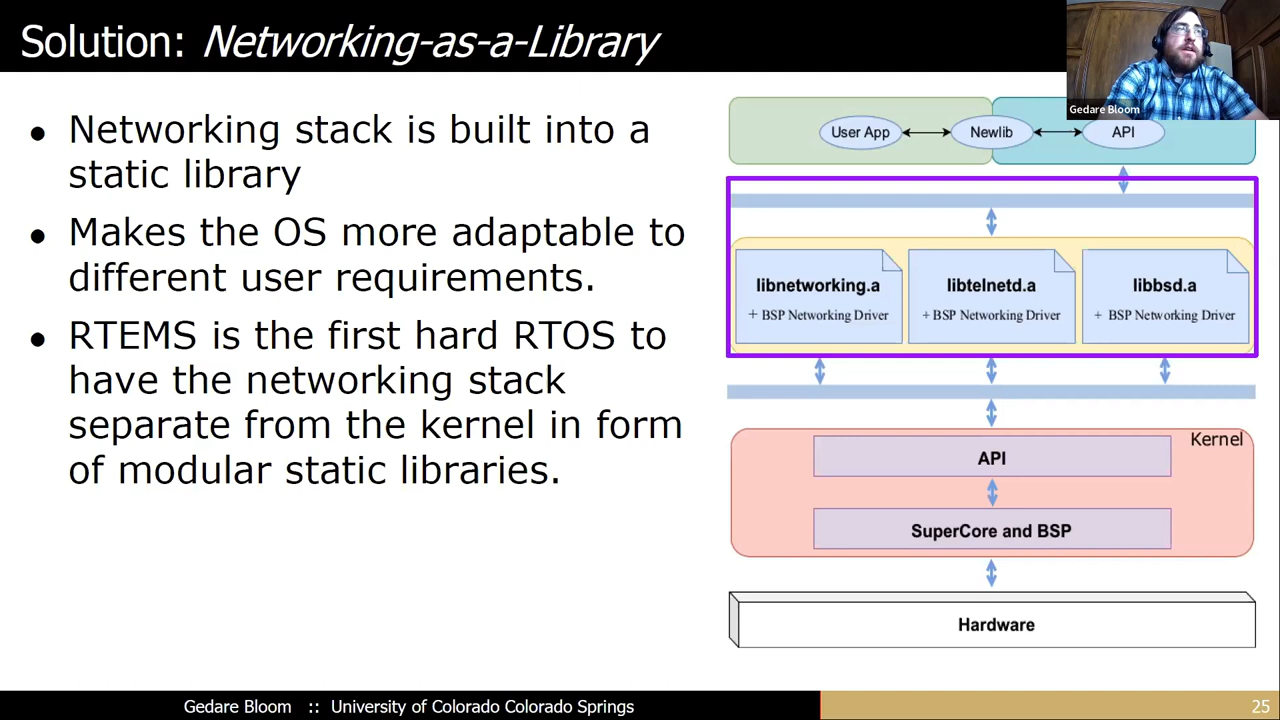 Solution: Networking-as-a-Library
Gedare Bloom
● Networking stack is built into a
static library
● Makes the OS more adaptable to
different user requirements.
● RTEMS is the first hard RTOS to
have the networking stack
separate from the kernel in form
of modular static libraries.
User App
Newlib
API
libnetworking.a
+ BSP Networking Driver
libtelnetd.a
+ BSP Networking Driver
libbsd.a
+ BSP Networking Driver
Kernel
API
SuperCore and BSP
Hardware
Gedare Bloom :: University of Colorado Colorado Springs
25